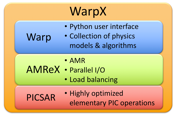 WarpX
Warp
• Python user interface
• Collection of physics
models & algorithms
AMReX
• AMR
• Parallel I/O
• Load balancing
PICSAR
• Highly optimized
elementary PIC operations